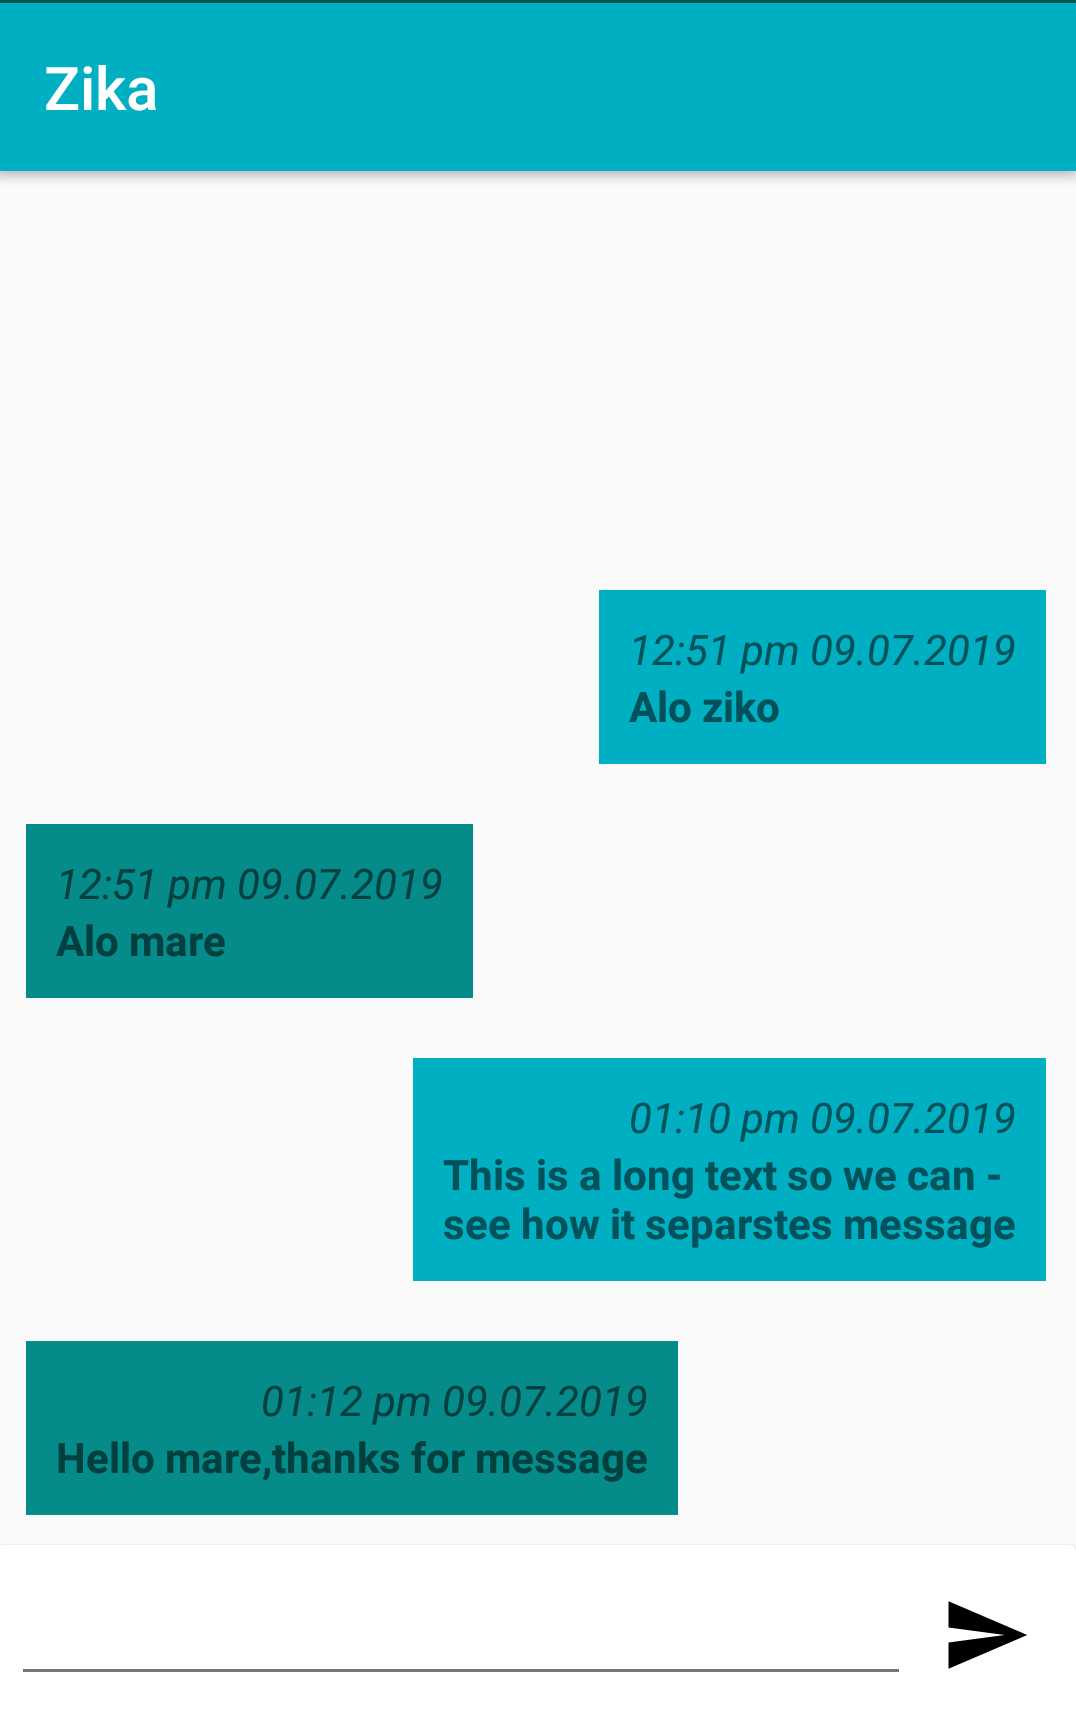 Zika
12:51 pm 09.07.2019
Alo ziko
12:51 pm 09.07.2019
Alo mare
01:10 pm 09.07.2019
This is a long text so we can -
see how it separstes message
01:12 pm 09.07.2019
Hello mare,thanks for message